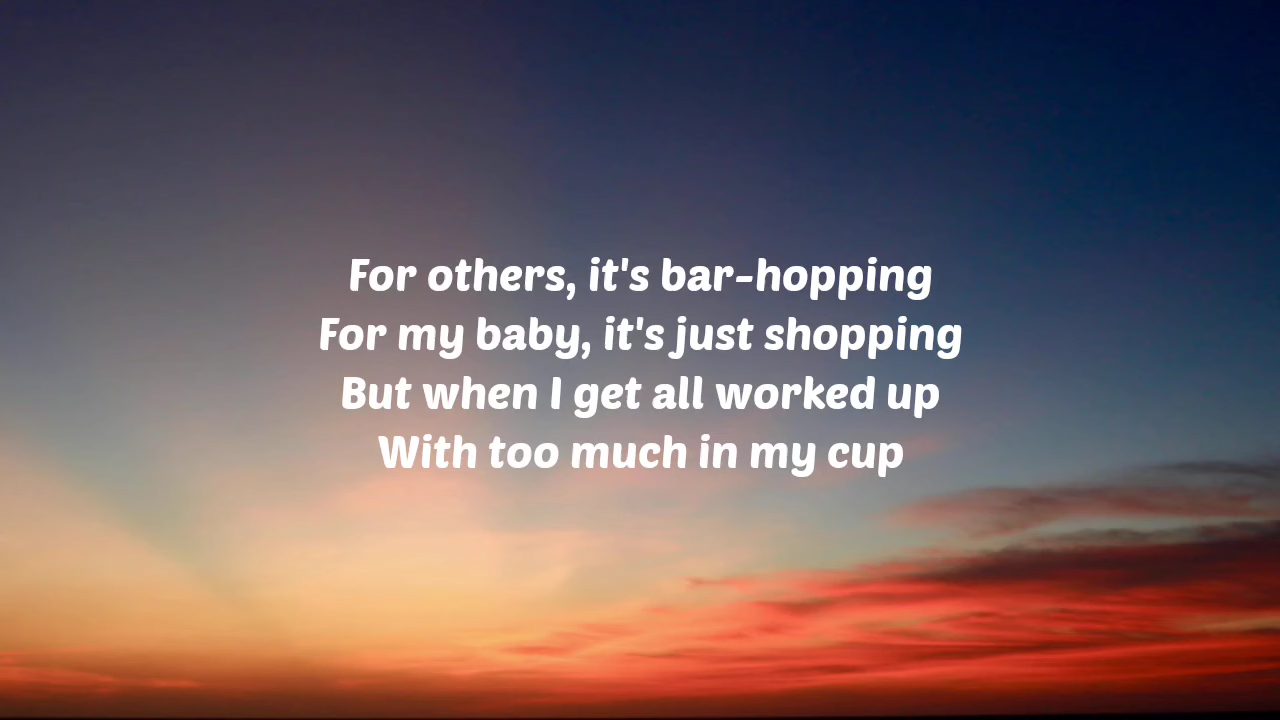 For others, it's bar-hopping
For my baby, it's just shopping
But when I get all worked up
With too much in my cup